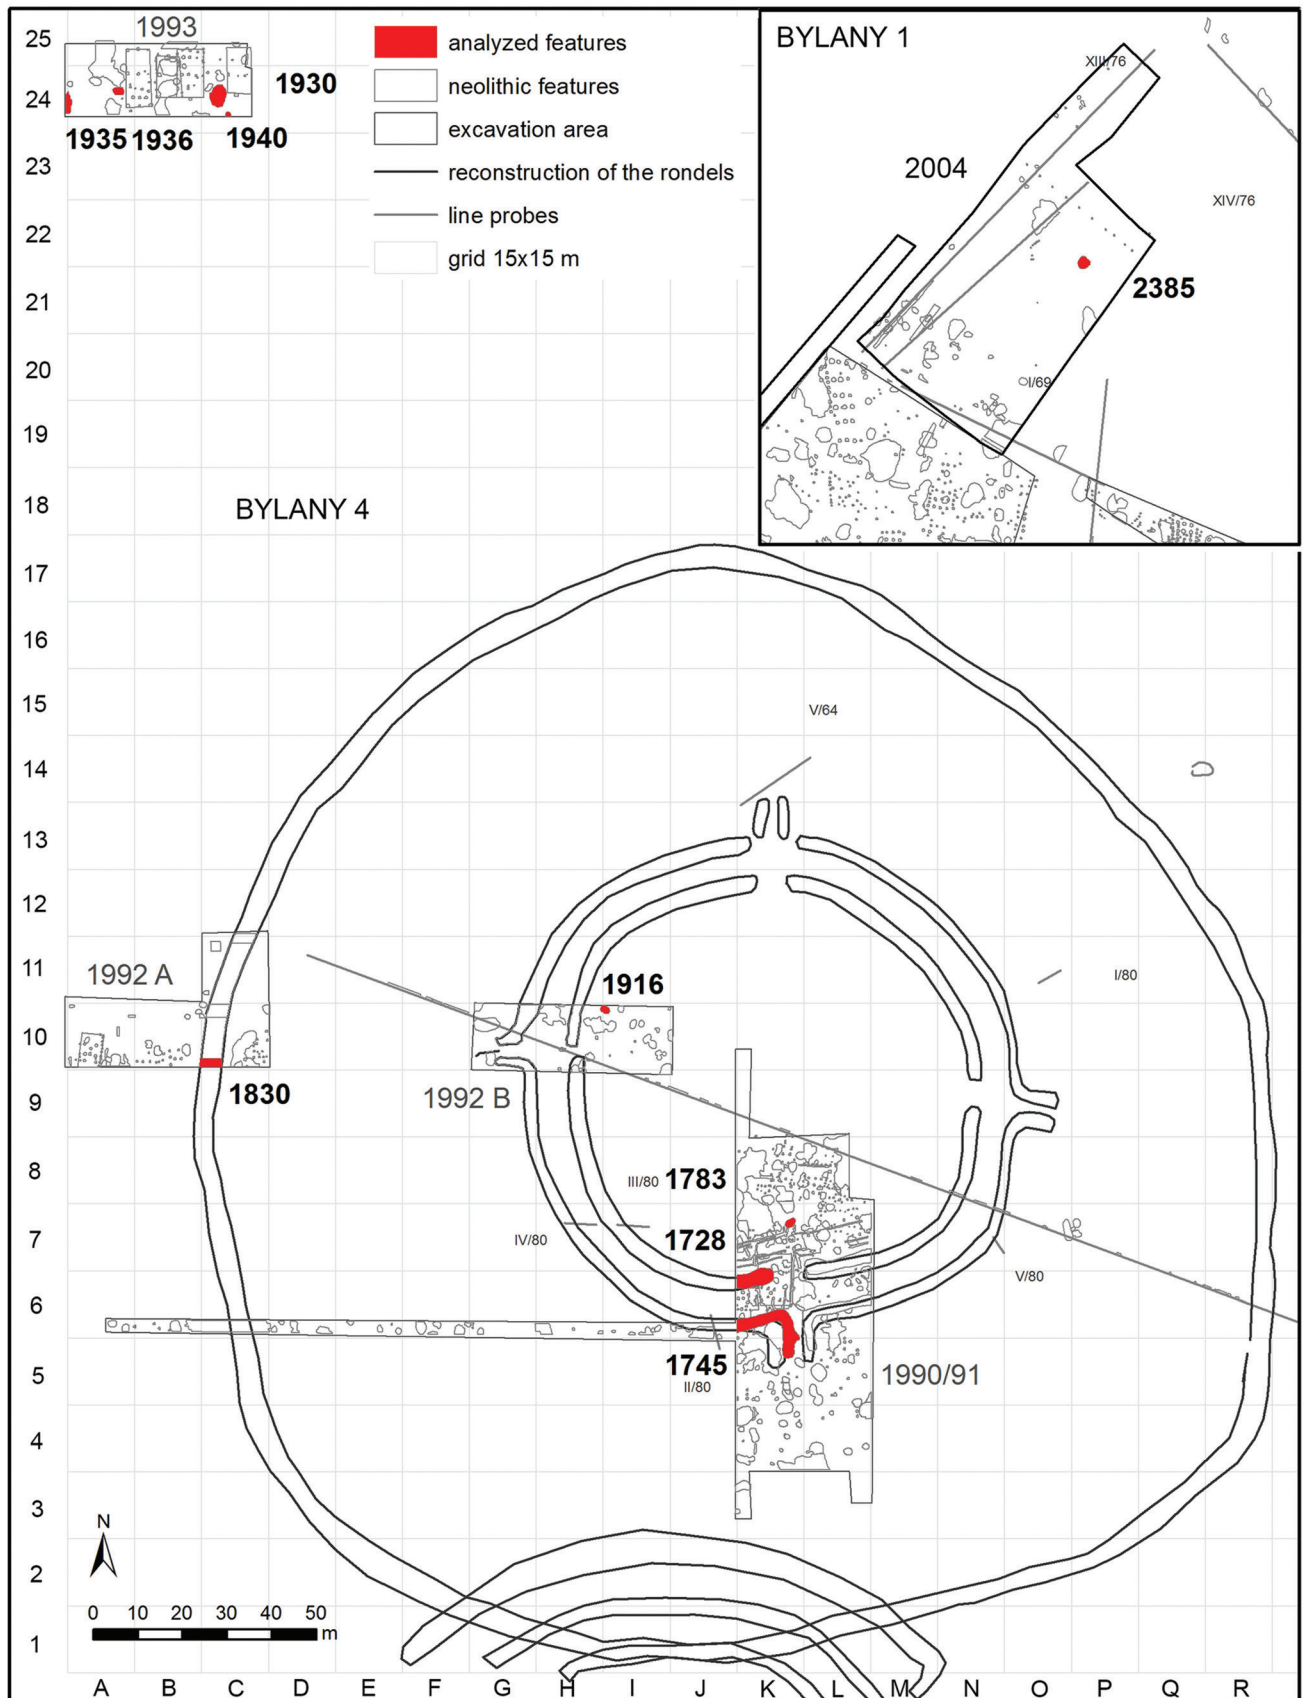 25
24
23
22
21
20
19
18
17
16
15
14
13
12
11
10
9
8
7
6
5
4
3
2
1
1993
1930
1935 1936 1940
analyzed features
neolithic features
excavation area
reconstruction of the rondels
line probes
grid 15x15 m
BYLANY 1
XIII/76
2004
XIV/76
2385
I/69
BYLANY 4
V/64
1992 A
1916
I/80
1830
1992 B
III/80 1783
IV/80 1728
V/80
1745
II/80
1990/91
N
0 10 20 30 40 50
m
A B C D E F G H I J K L M N O P Q R